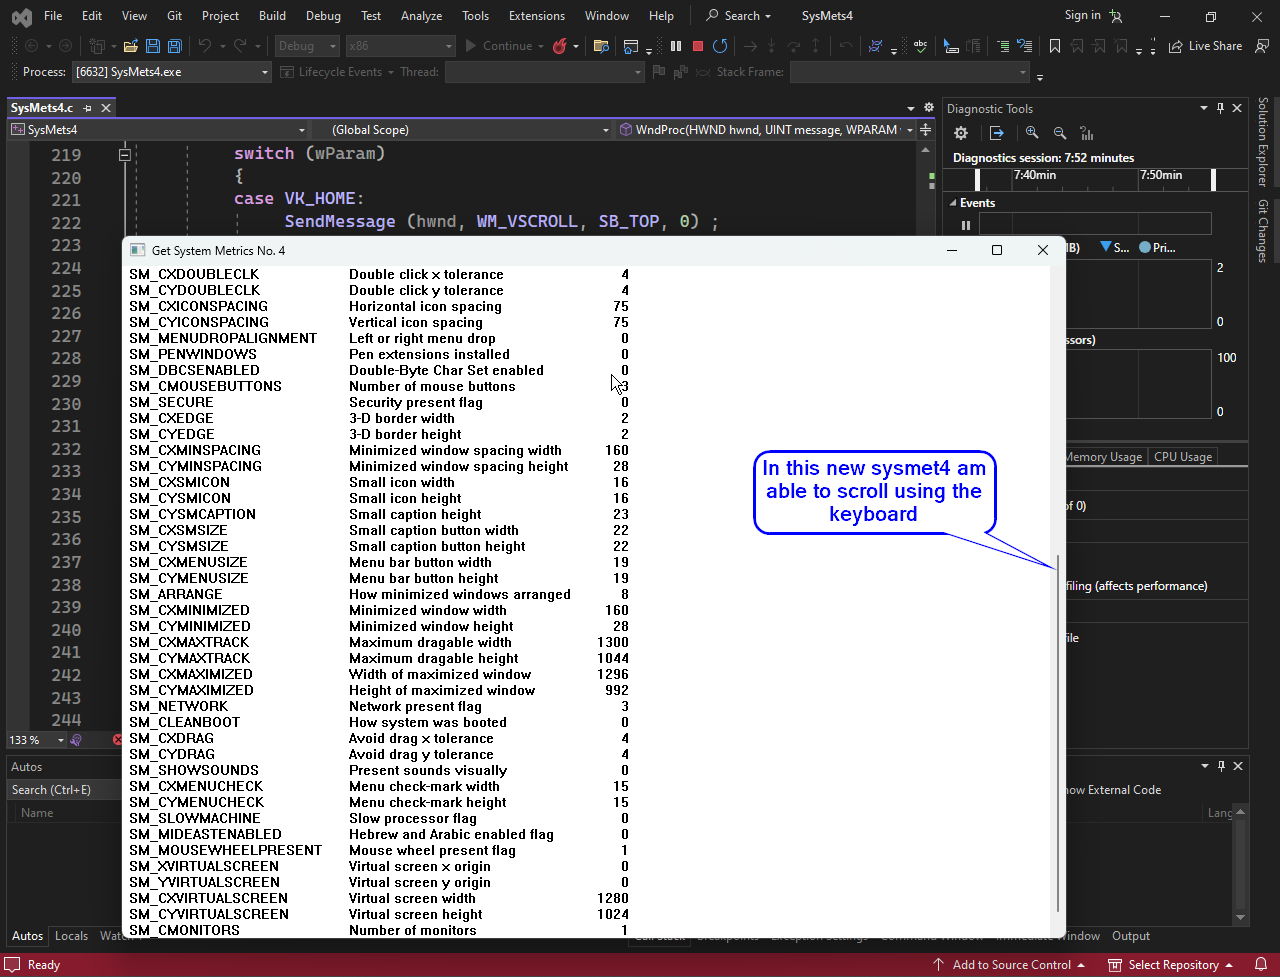 File Edit View Git Project Build Debug Test Analyze Tools Extensions Window Help Search SysMets4 Sign in
Debug x86 Continue abc Live Share
Process: [6632] SysMets4.exe Lifecycle Events Thread: Stack Frame:
SysMets4.c
SysMets4 (Global Scope) WndProc(HWND hwnd, UINT message, WPARAM
219 switch (wParam)
220 {
221 case VK_HOME:
222 SendMessage (hwnd, WM_VSCROLL, SB_TOP, 0) ;
223
224
225
226
227
228
229
230
231
232
233
234
235
236
237
238
239
240
241
242
243
244
133 %
Get System Metrics No. 4
SM_CXDOUBLECLK Double click x tolerance 4
SM_CYDOUBLECLK Double click y tolerance 4
SM_CXICONSPACING Horizontal icon spacing 75
SM_CYICONSPACING Vertical icon spacing 75
SM_MENUDROPALIGNMENT Left or right menu drop 0
SM_PENWINDOWS Pen extensions installed 0
SM_DBCSENABLED Double-Byte Char Set enabled 0
SM_CMOUSEBUTTONS Number of mouse buttons 3
SM_SECURE Security present flag 0
SM_CXEDGE 3-D border width 2
SM_CYEDGE 3-D border height 2
SM_CXMINSPACING Minimized window spacing width 160
SM_CYMINSPACING Minimized window spacing height 28
SM_CXSMICON Small icon width 16
SM_CYSMICON Small icon height 16
SM_CYSMCAPTION Small caption height 23
SM_CXSMSIZE Small caption button width 22
SM_CYSMSIZE Small caption button height 22
SM_CXMENUSIZE Menu bar button width 19
SM_CYMENUSIZE Menu bar button height 19
SM_ARRANGE How minimized windows arranged 8
SM_CXMINIMIZED Minimized window width 160
SM_CYMINIMIZED Minimized window height 28
SM_CXMAXTRACK Maximum dragable width 1300
SM_CYMAXTRACK Maximum dragable height 1044
SM_CXMAXIMIZED Width of maximized window 1296
SM_CYMAXIMIZED Height of maximized window 992
SM_NETWORK Network present flag 3
SM_CLEANBOOT How system was booted 0
SM_CXDRAG Avoid drag x tolerance 4
SM_CYDRAG Avoid drag y tolerance 4
SM_SHOWSOUNDS Present sounds visually 0
SM_CXMENUCHECK Menu check-mark width 15
SM_CYMENUCHECK Menu check-mark height 15
SM_SLOWMACHINE Slow processor flag 0
SM_MIDEASTENABLED Hebrew and Arabic enabled flag 0
SM_MOUSEWHEELPRESENT Mouse wheel present flag 1
SM_XVIRTUALSCREEN Virtual screen x origin 0
SM_YVIRTUALSCREEN Virtual screen y origin 0
SM_CXVIRTUALSCREEN Virtual screen width 1280
SM_CYVIRTUALSCREEN Virtual screen height 1024
SM_CMONITORS Number of monitors 1
In this new sysmet4 am
able to scroll using the
keyboard
Diagnostic Tools
Diagnostics session: 7:52 minutes
7:40min 7:50min
Events
B) S... Pri...
2
0
ssors)
100
0
Memory Usage CPU Usage
of 0)
filing (affects performance)
file
Solution Explorer
Git Changes
Autos
Search (Ctrl+E)
Name
Autos Locals Watch
how External Code
Lang
Window Output
Ready Add to Source Control Select Repository